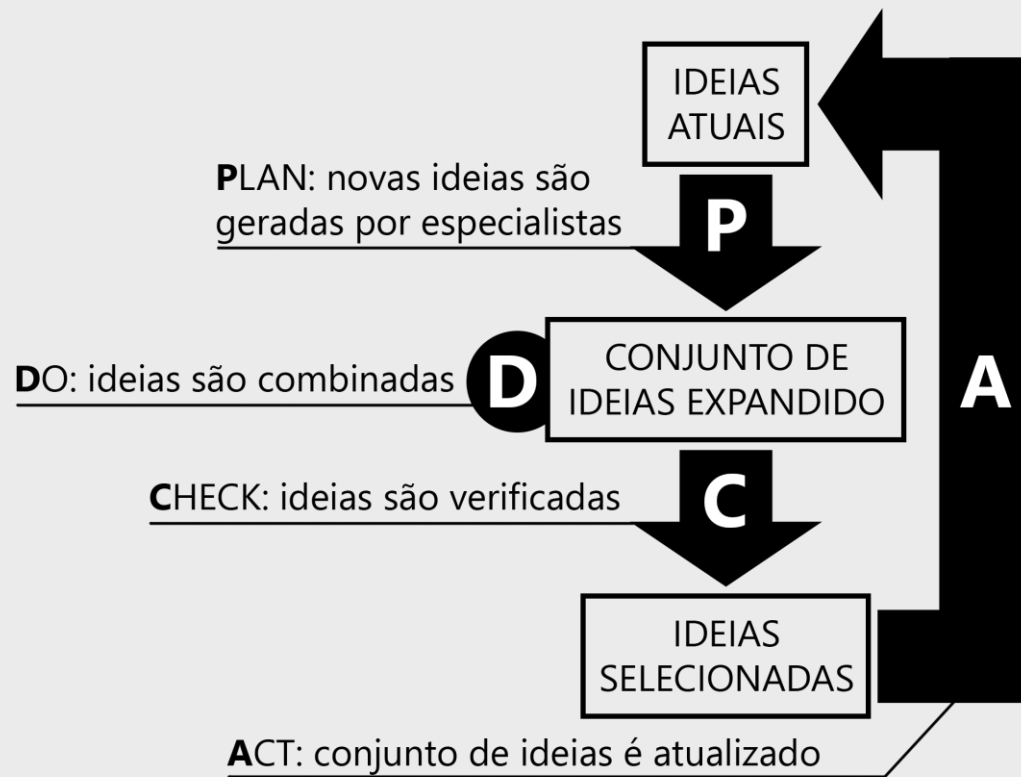 IDEIAS
ATUAIS
PLAN: novas ideias são
geradas por especialistas
P
DO: ideias são combinadas
D
CONJUNTO DE
IDEIAS EXPANDIDO
A
CHECK: ideias são verificadas
C
IDEIAS
SELECIONADAS
ACT: conjunto de ideias é atualizado